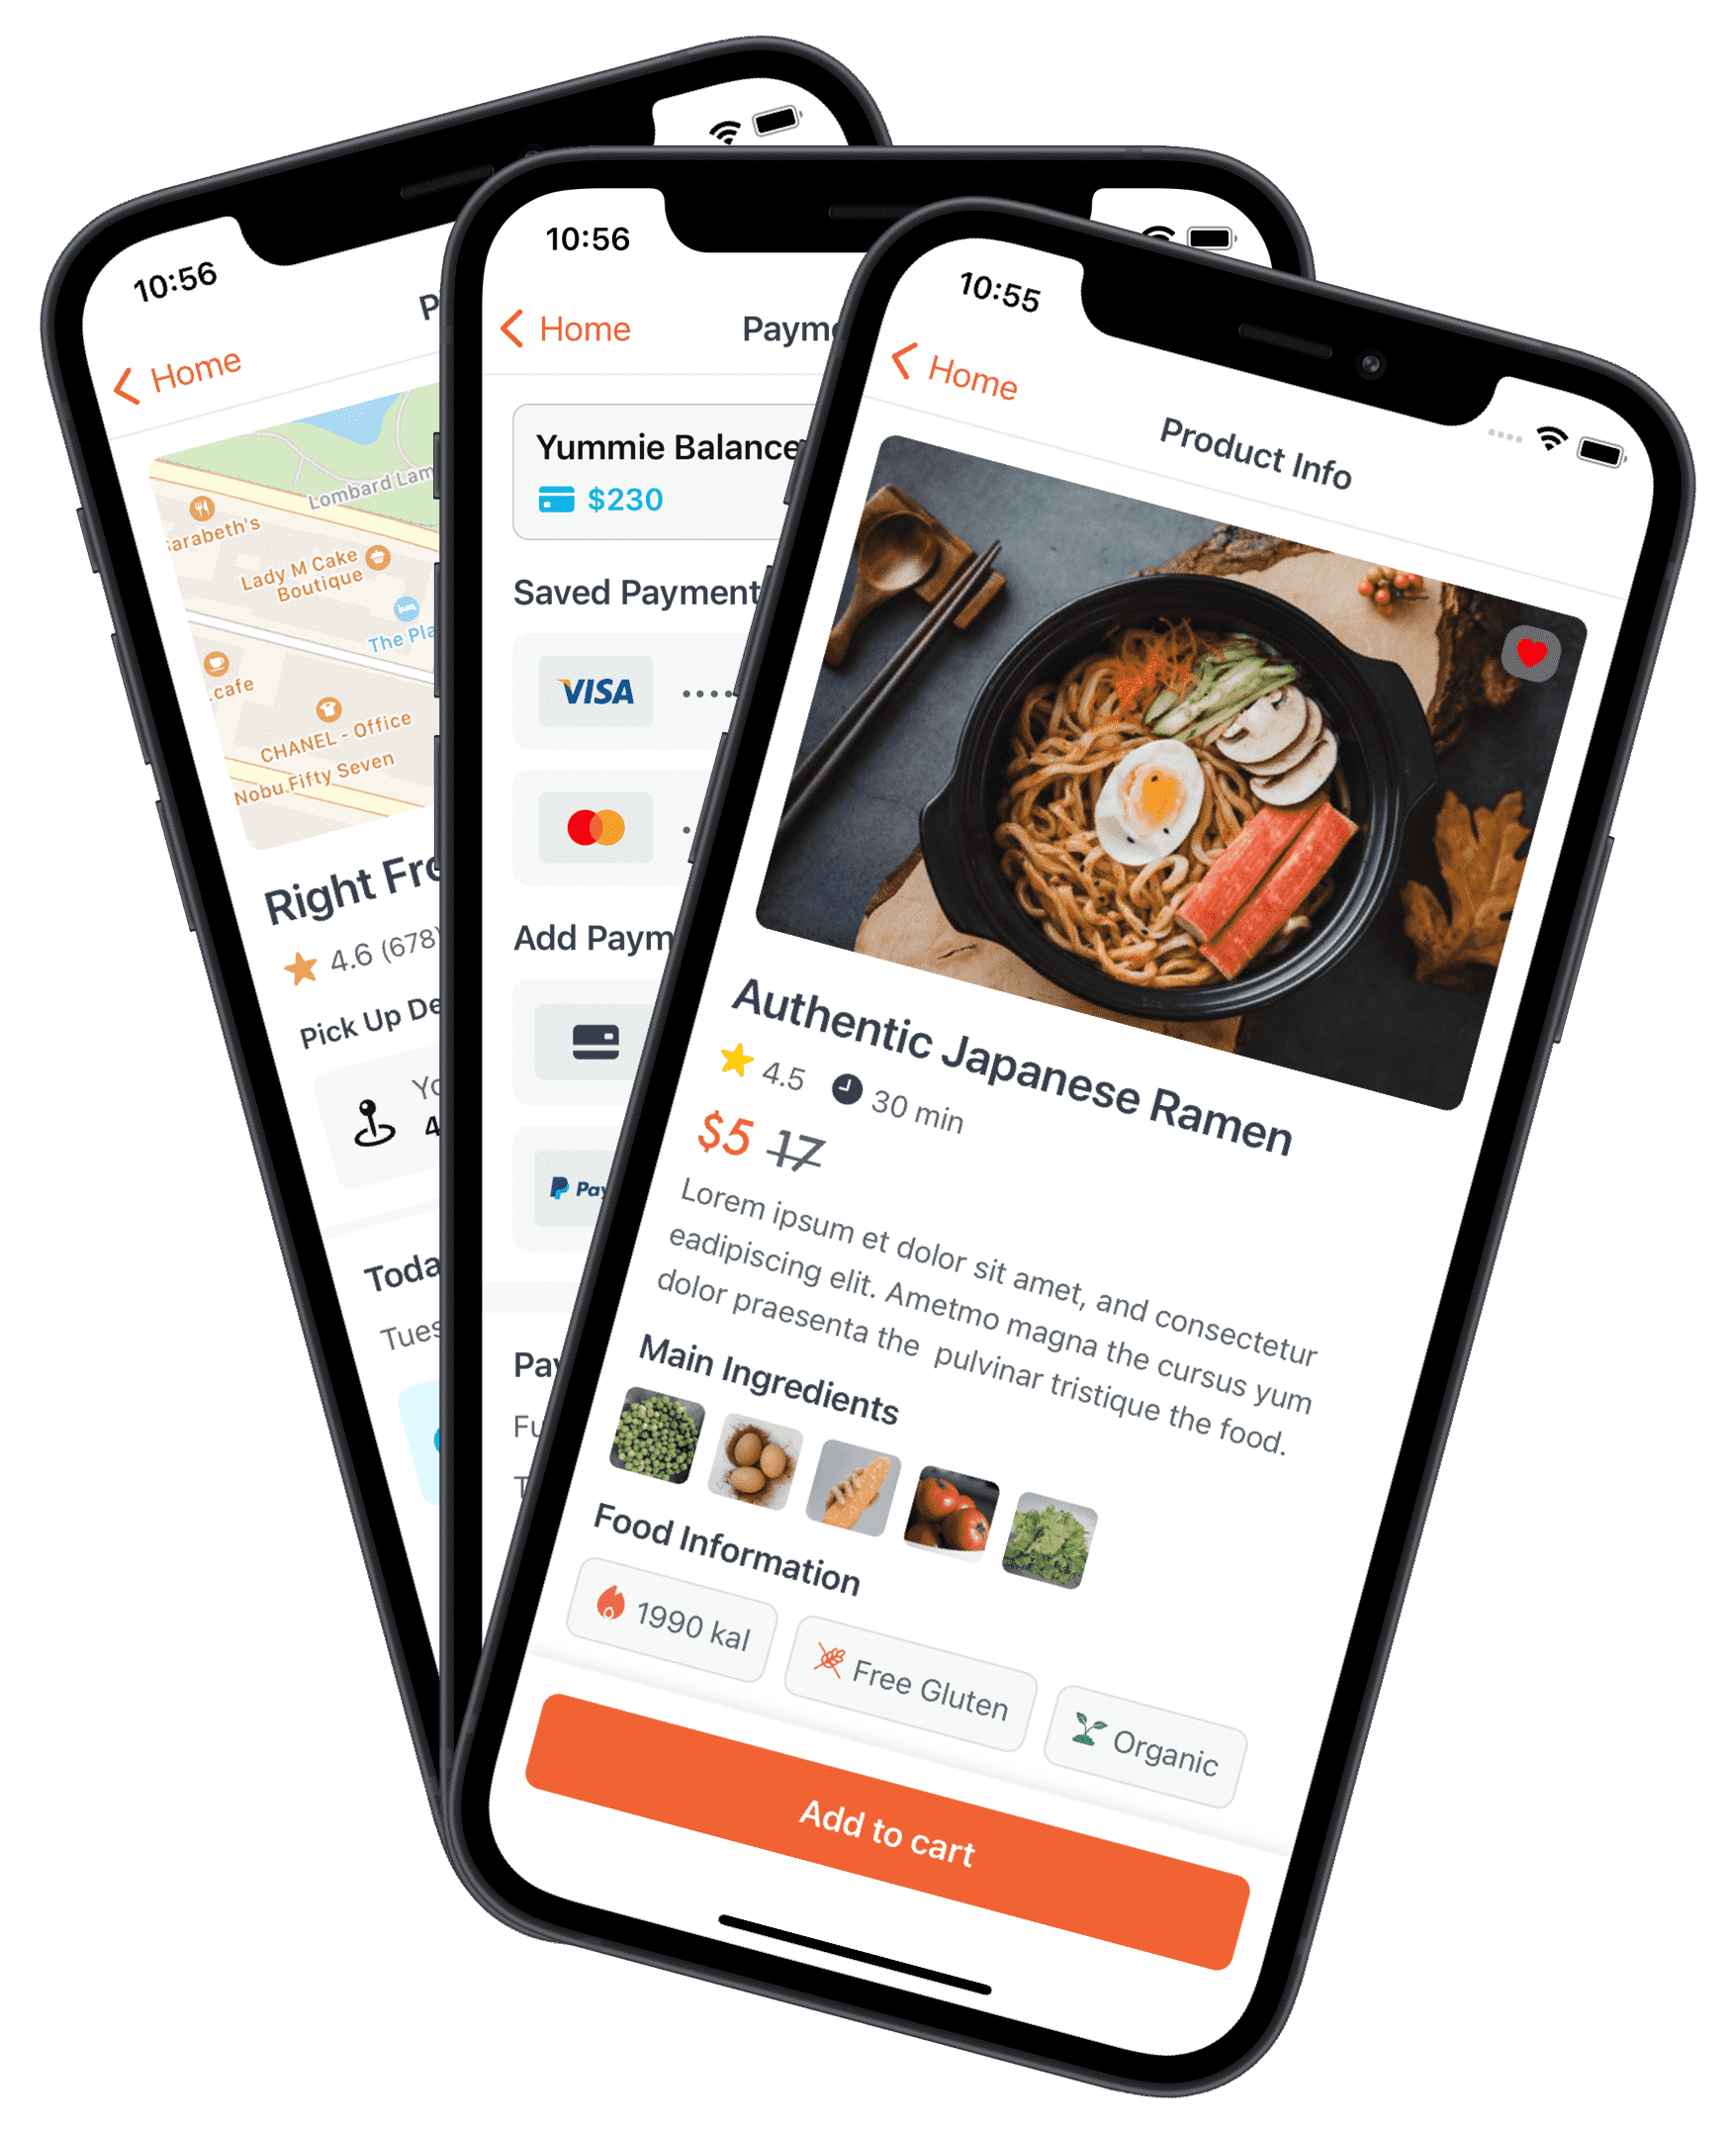 10:56
Home
Lombard Lam
Sarabeth's
Lady M Cake
Boutique
The Pla
.cafe
CHANEL - Office
Nobu Fifty Seven
Right Fro
4.6 (678)
Pick Up De
Yo
4
Toda
Tues
10:56
Home
Payme
Yummie Balance
$230
Saved Payment
VISA
Add Paym
Pay
Pay
Fu
T
10:55
Home
Product Info
Authentic Japanese Ramen
4.5 30 min
$5 17
Lorem ipsum et dolor sit amet, and consectetur
eadipiscing elit. Ametmo magna the cursus yum
dolor praesenta the pulvinar tristique the food.
Main Ingredients
Food Information
1990 kal
Free Gluten
Organic
Add to cart